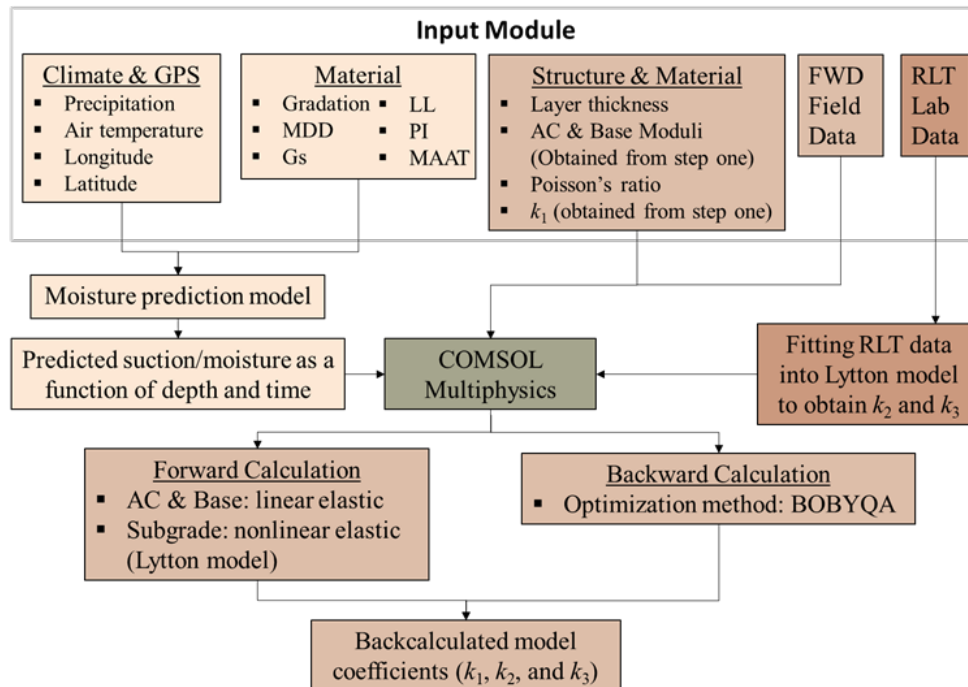 Input Module
Climate & GPS
▪ Precipitation
▪ Air temperature
▪ Longitude
▪ Latitude
Material
▪ Gradation ▪ LL
▪ MDD ▪ PI
▪ Gs ▪ MAAT
Structure & Material
▪ Layer thickness
▪ AC & Base Moduli
(Obtained from step one)
▪ Poisson's ratio
▪ k₁ (obtained from step one)
FWD
Field
Data
RLT
Lab
Data
Moisture prediction model
Predicted suction/moisture as a
function of depth and time
COMSOL
Multiphysics
Fitting RLT data
into Lytton model
to obtain k₂ and k₃
Forward Calculation
▪ AC & Base: linear elastic
▪ Subgrade: nonlinear elastic
(Lytton model)
Backward Calculation
▪ Optimization method: BOBYQA
Backcalculated model
coefficients (k₁, k₂, and k₃)